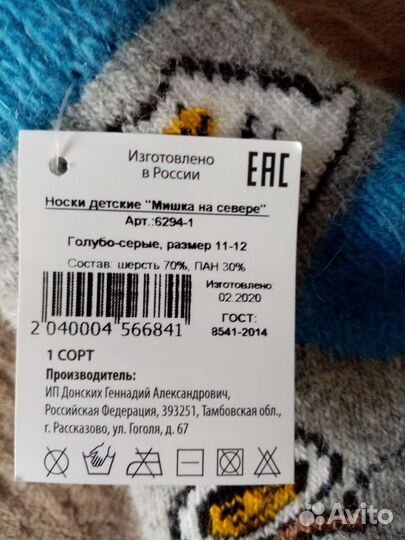 Изготовлено
в России
EAC
Носки детские "Мишка на севере"
Арт.:6294-1
Голубо-серые, размер 11-12
Состав: шерсть 70%, ПАН 30%
Изготовлено:
02.2020
ГОСТ:
8541-2014
2 040004 566841
1 СОРТ
Производитель:
ИП Донских Геннадий Александрович,
Российская Федерация, 393251, Тамбовская обл.,
г. Рассказово, ул. Гоголя, д. 67
Avito